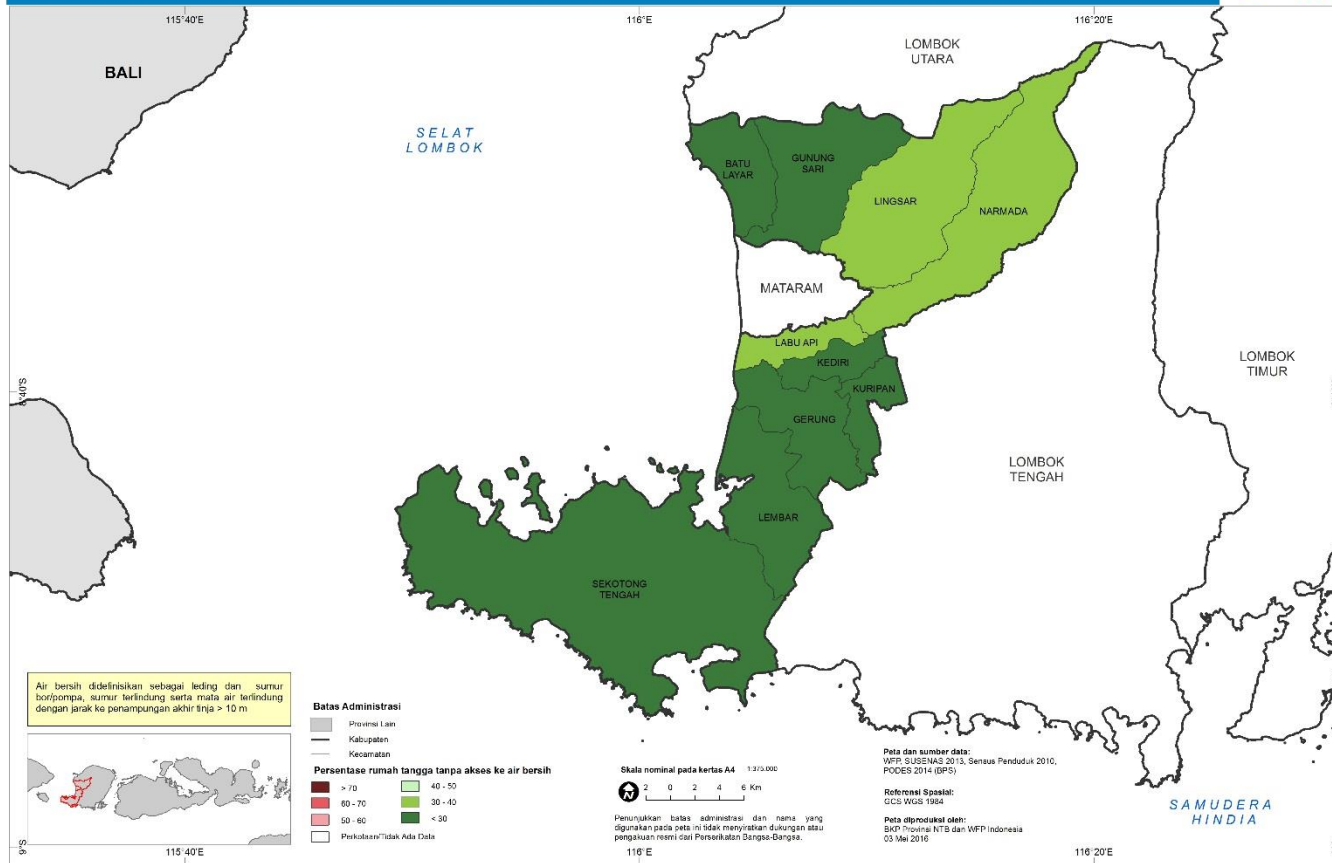 115°40'E
116°E
116°20'E
BALI
SELAT
LOMBOK
LOMBOK
UTARA
BATU
LAYAR
GUNUNG
SARI
LINGSAR
NARMADA
MATARAM
LABU API
KEDIRI
KURIPAN
GERUNG
LOMBOK
TIMUR
LOMBOK
TENGAH
LEMBAR
SEKOTONG
TENGAH
8°40'S
SAMUDERA
HINDIA
Air bersih didefinisikan sebagai leding dan sumur
bor/pompa, sumur terlindung serta mata air terlindung
dengan jarak ke penampungan akhir tinja > 10 m
Batas Administrasi
Provinsi Lain
Kabupaten
Kecamatan
Persentase rumah tangga tanpa akses ke air bersih
> 70
60 - 70
50 - 60
40 - 50
30 - 40
< 30
Perkotaan/Tidak Ada Data
Skala nominal pada kertas A4 1:375.000
2 0 2 4 6 Km
Penunjukkan batas administrasi dan nama yang
digunakan pada peta ini tidak menyiratkan dukungan atau
pengakuan resmi dari Perserikatan Bangsa-Bangsa.
Peta dan sumber data:
WFP, SUSENAS 2013, Sensus Penduduk 2010,
PODES 2014 (BPS)
Referensi Spasial:
GCS WGS 1984
Peta diproduksi oleh:
BKP Provinsi NTB dan WFP Indonesia
03 Mei 2016
9°S
115°40'E
116°E
116°20'E